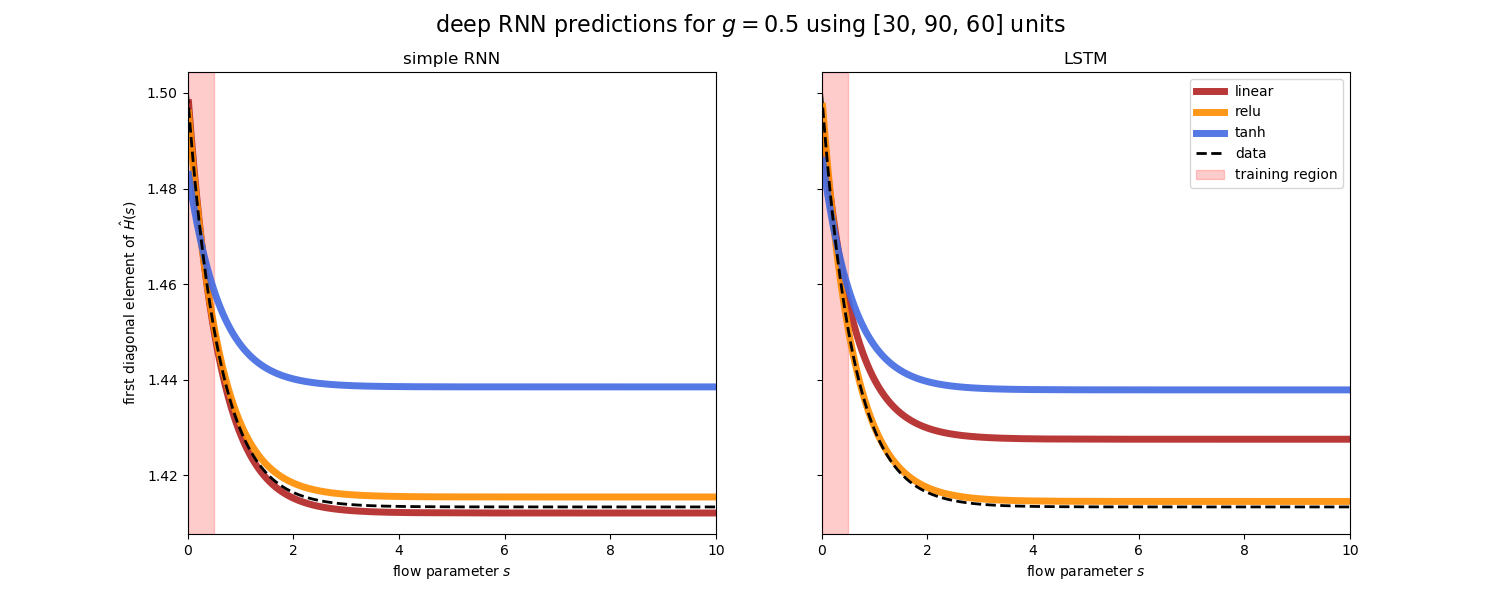 deep RNN predictions for g = 0.5 using [30, 90, 60] units
simple RNN
first diagonal element of Ĥ(s)
1.50
1.48
1.46
1.44
1.42
0 2 4 6 8 10
flow parameter s
LSTM
linear
relu
tanh
data
training region
0 2 4 6 8 10
flow parameter s